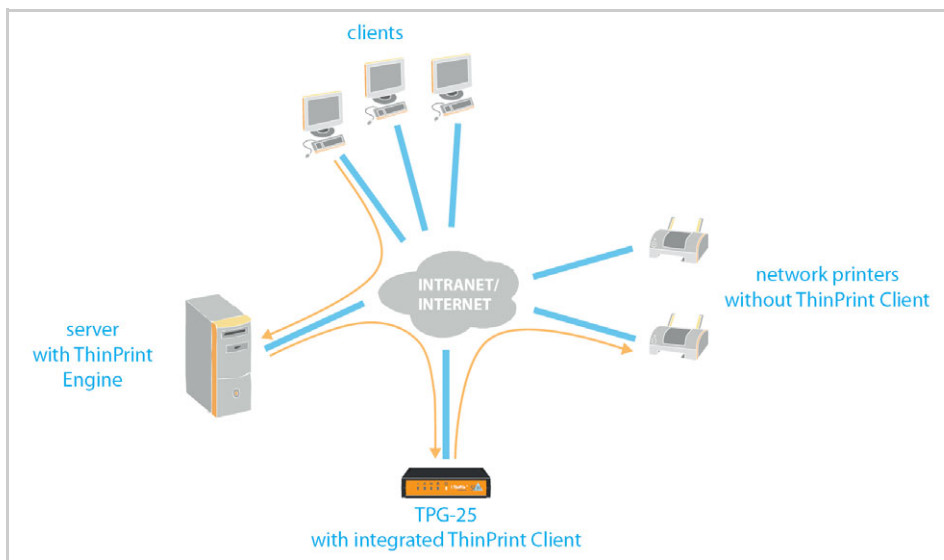 clients
INTRANET/
INTERNET
network printers
without ThinPrint Client
server
with ThinPrint
Engine
TPG-25
with integrated ThinPrint Client